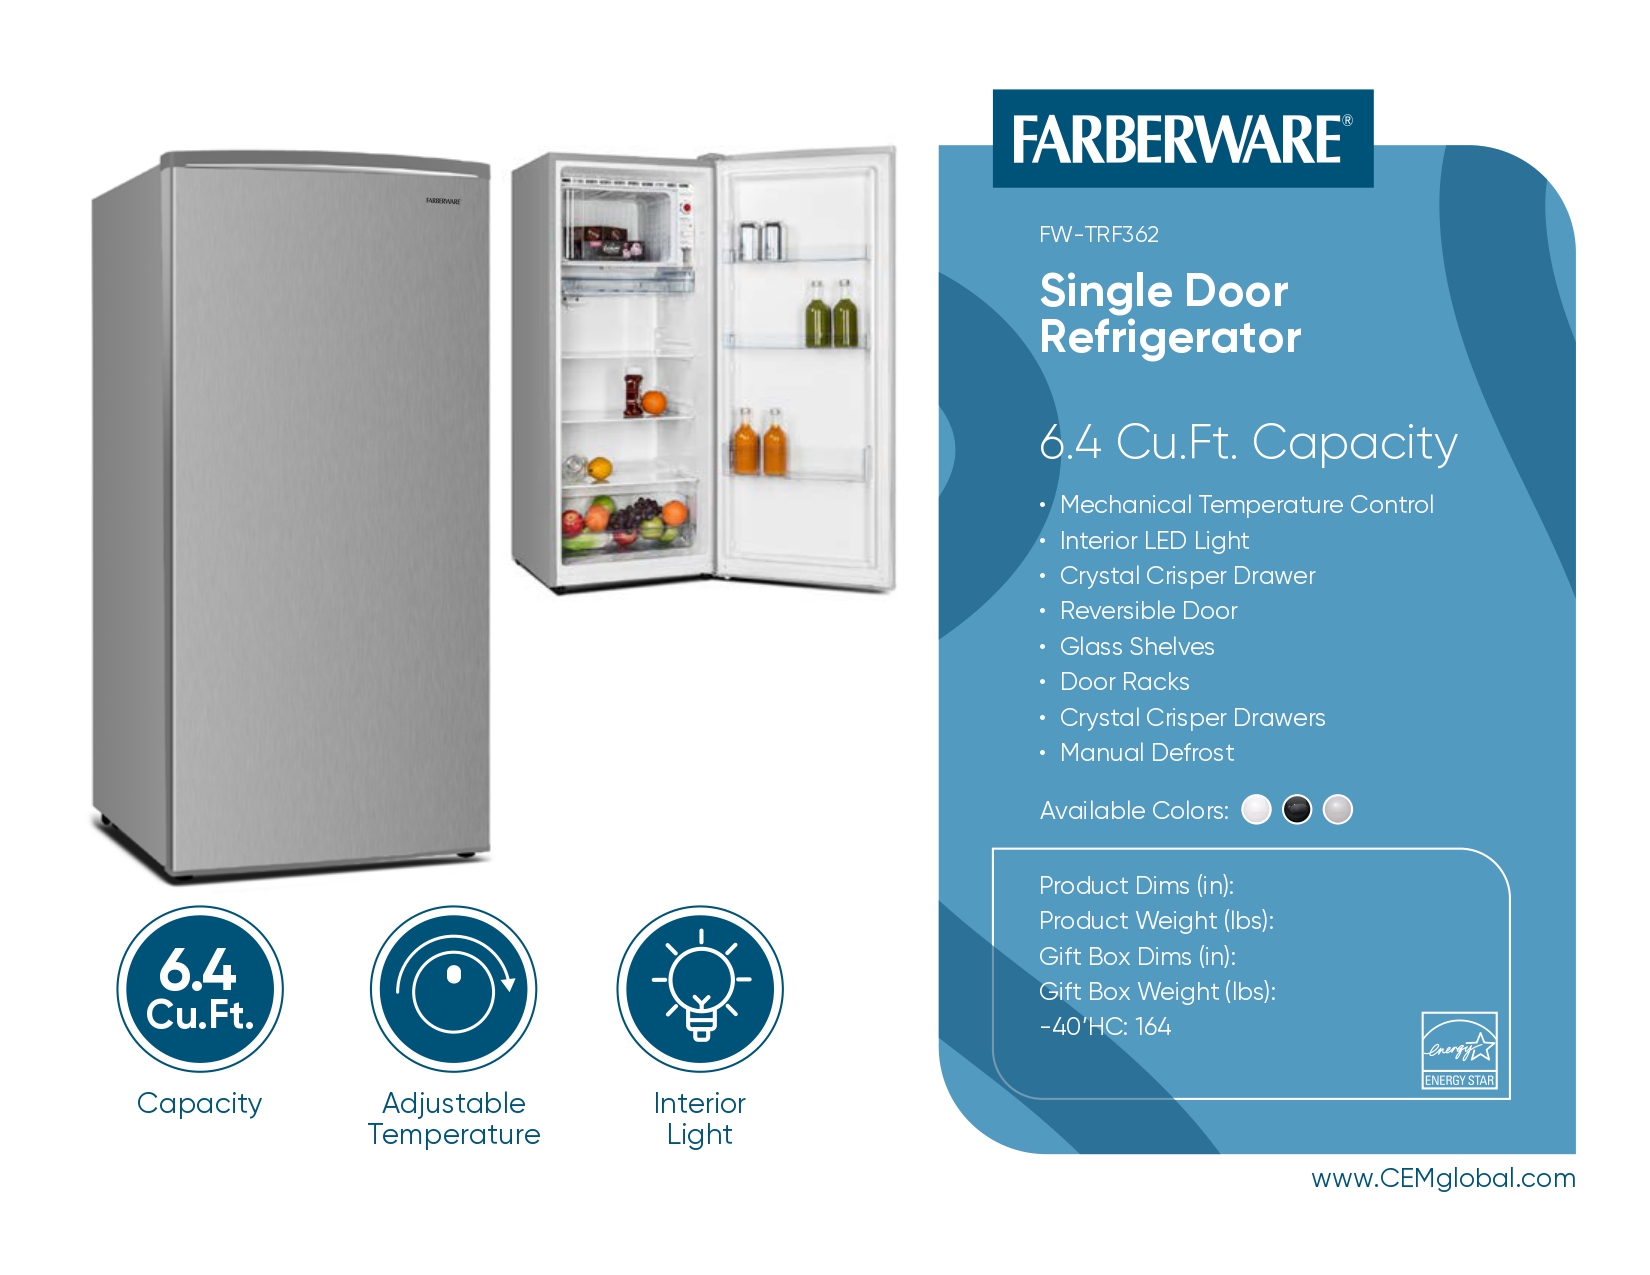 FARBERWARE®
FARBERWARE
FW-TRF362
Single Door
Refrigerator
6.4 Cu.Ft. Capacity
• Mechanical Temperature Control
• Interior LED Light
• Crystal Crisper Drawer
• Reversible Door
• Glass Shelves
• Door Racks
• Crystal Crisper Drawers
• Manual Defrost
Available Colors:
Product Dims (in):
Product Weight (lbs):
Gift Box Dims (in):
Gift Box Weight (lbs):
-40’HC: 164
energy
ENERGY STAR
6.4
Cu.Ft.
Capacity
Adjustable
Temperature
Interior
Light
www.CEMglobal.com